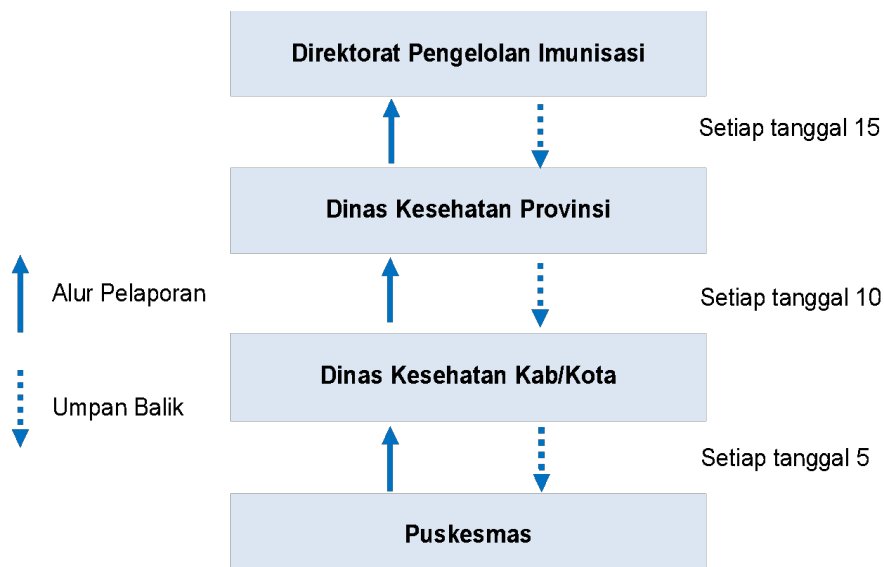 Direktorat Pengelolan Imunisasi
Setiap tanggal 15
Dinas Kesehatan Provinsi
Alur Pelaporan
Setiap tanggal 10
Dinas Kesehatan Kab/Kota
Umpan Balik
Setiap tanggal 5
Puskesmas